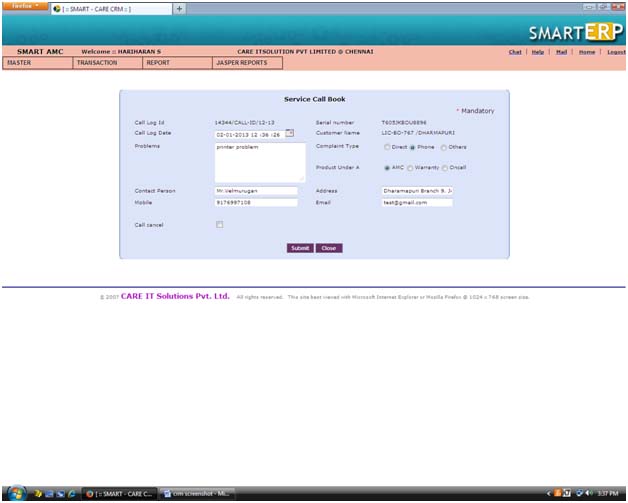 Firefox
[ :: SMART - CARE CRM :: ]
+
SMARTERP
SMART AMC Welcome :: HARIHARAN S CARE ITSOLUTION PVT LIMITED @ CHENNAI Chat | Help | Mail | Home | Logout
MASTER TRANSACTION REPORT JASPER REPORTS
Service Call Book
* Mandatory
Call Log Id 14344/CALL-ID/12-13 Serial number T605JKBOU8896
Call Log Date 02-01-2013 12 :36 :26 Customer Name LIC-BO-767 /DHARMAPURI
Problems printer problem Complaint Type Direct Phone Others
Product Under A AMC Warranty Oncall
Contact Person Mr.Velmurugan Address Dharamapuri Branch 9, J-
Mobile 9176997108 Email test@gmail.com
Call cancel
Submit Close
© 2007 CARE IT Solutions Pvt. Ltd. All rights reserved. This site best viewed with Microsoft Internet Explorer or Mozilla Firefox @ 1024 x 768 screen size.
[ :: SMART - CARE C... crm screenshot - Mi... 3:37 PM